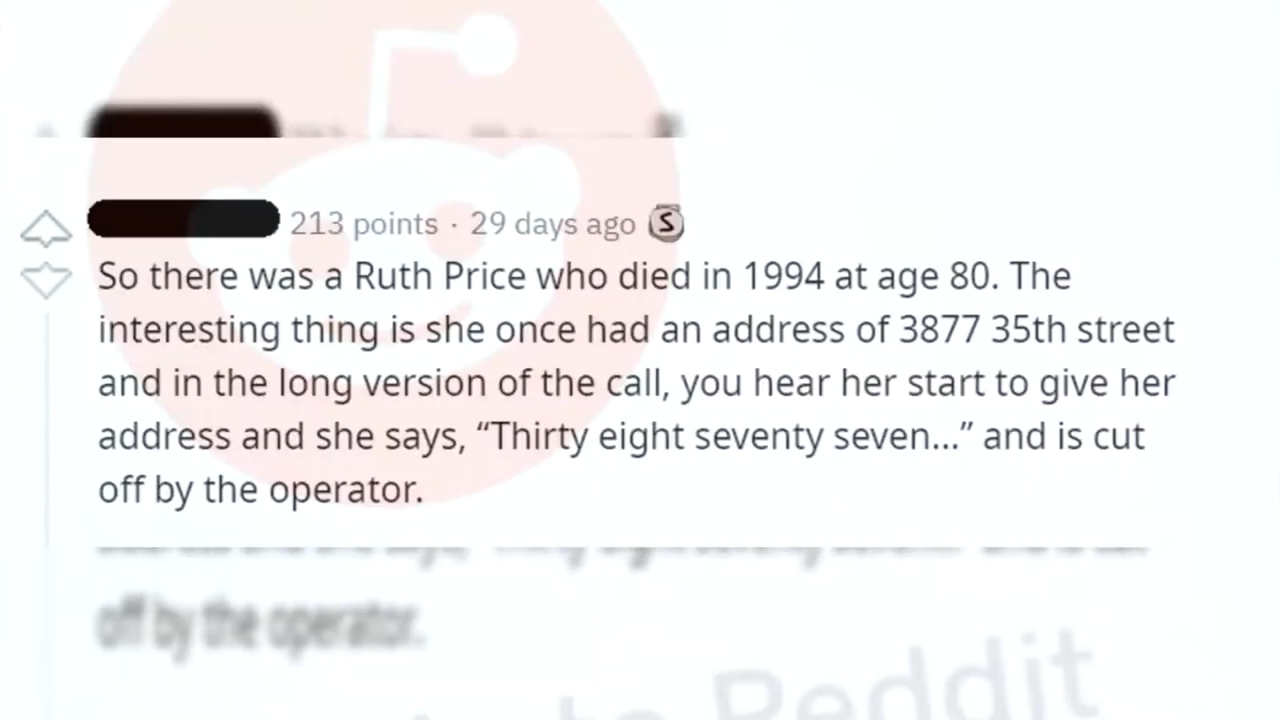 213 points · 29 days ago S
So there was a Ruth Price who died in 1994 at age 80. The
interesting thing is she once had an address of 3877 35th street
and in the long version of the call, you hear her start to give her
address and she says, “Thirty eight seventy seven...” and is cut
off by the operator.
off by the operator.
to Reddit